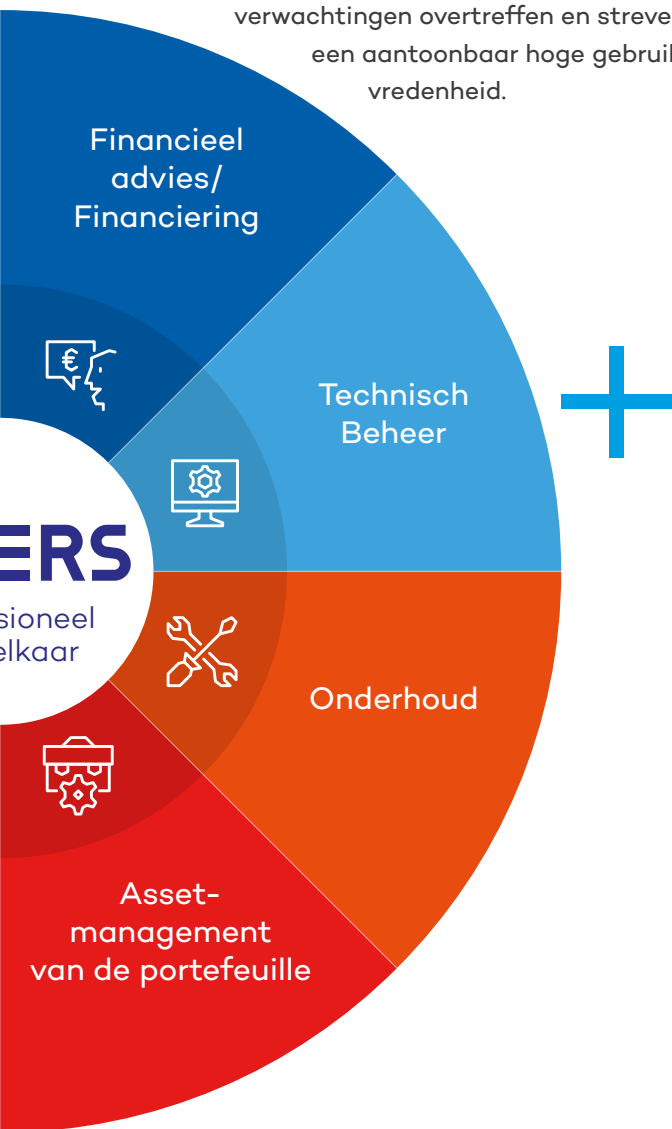 verwachtingen overtreffen en streve
een aantoonbaar hoge gebruik
vredenheid.
Financieel
advies/
Financiering
€
Technisch
Beheer
ERS
sioneel
elkaar
Onderhoud
Asset-
management
van de portefeuille